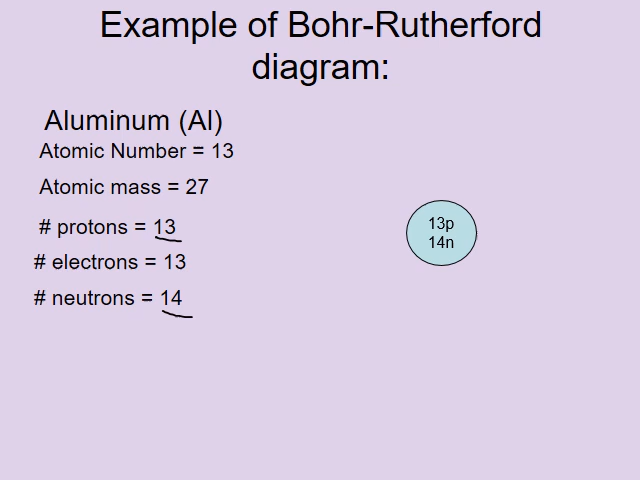 Example of Bohr-Rutherford
diagram:
Aluminum (Al)
Atomic Number = 13
Atomic mass = 27
# protons = 13
# electrons = 13
# neutrons = 14
13p
14n